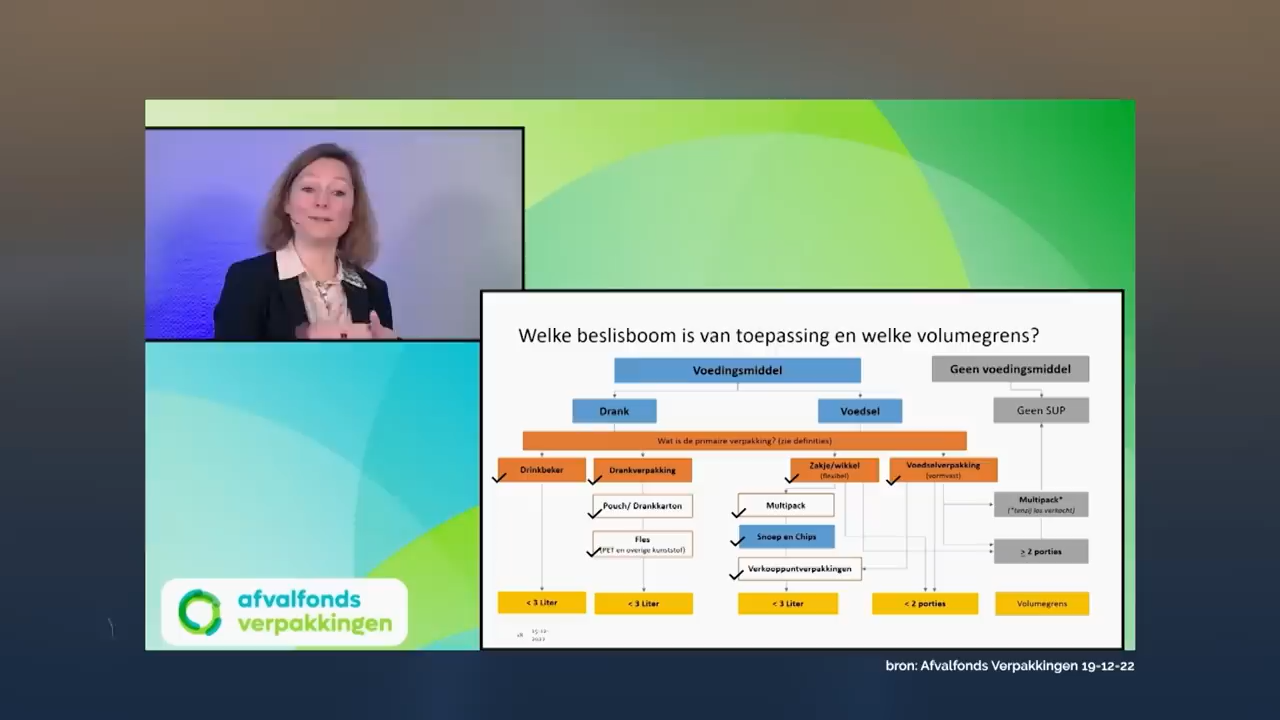 Welke beslisboom is van toepassing en welke volumegrens?
Voedingsmiddel
Geen voedingsmiddel
Drank
Voedsel
Geen SUP
Wat is de primaire verpakking? (zie definities)
Drinkbeker
Drankverpakking
Zakje/wikkel
(flexibel)
Voedselverpakking
(vormvast)
Pouch/ Drankkarton
Multipack
Multipack*
(*tenzij los verkocht)
Fles
(PET en overige kunststof)
Snoep en Chips
≥ 2 porties
Verkooppuntverpakkingen
< 3 Liter
< 3 Liter
< 3 Liter
< 2 porties
Volumegrens
15-12-
2022
afvalfonds
verpakkingen
bron: Afvalfonds Verpakkingen 19-12-22